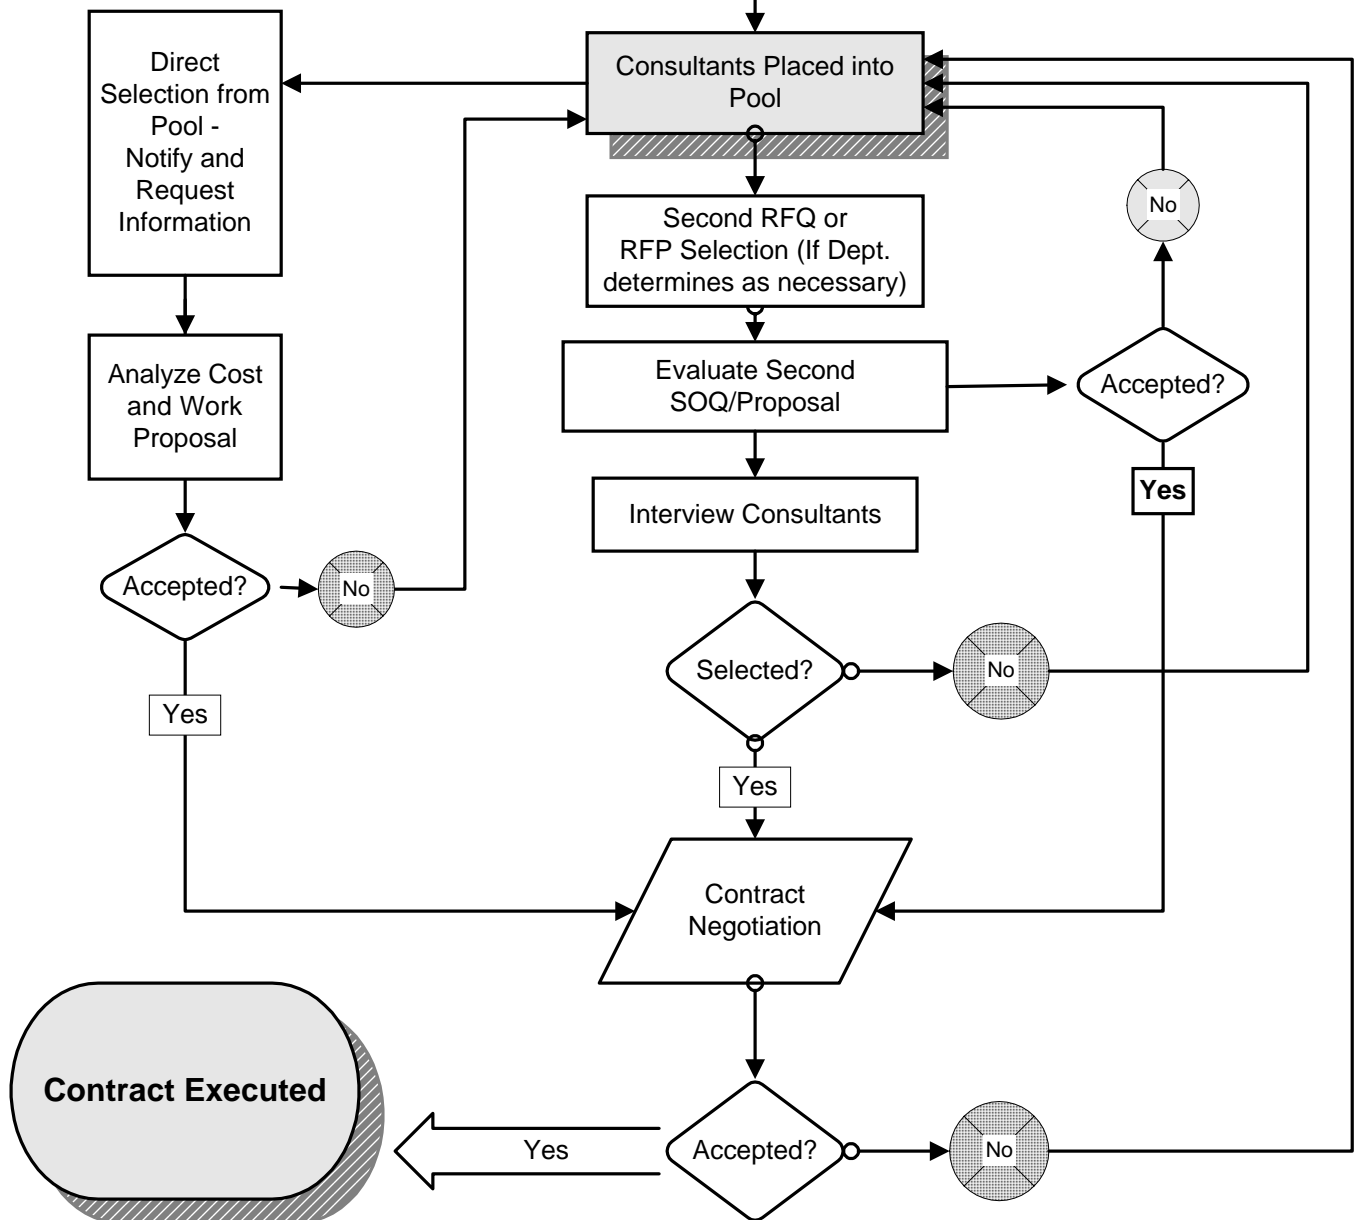 Direct
Selection from
Pool -
Notify and
Request
Information
Consultants Placed into
Pool
No
Second RFQ or
RFP Selection (If Dept.
determines as necessary)
Analyze Cost
and Work
Proposal
Evaluate Second
SOQ/Proposal
Accepted?
Yes
Interview Consultants
Accepted?
No
Selected?
No
Yes
Yes
Contract
Negotiation
Contract Executed
Yes
Accepted?
No